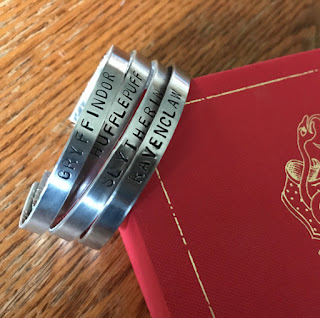 GRYFFINDOR
HUFFLEPUFF
SLYTHERIN
RAVENCLAW